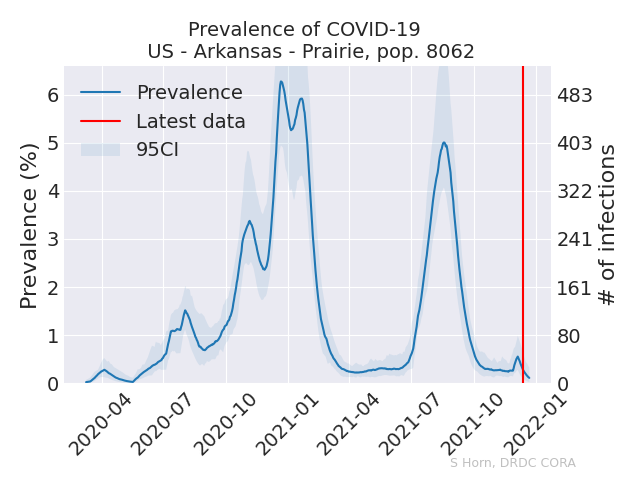 Prevalence of COVID-19
US - Arkansas - Prairie, pop. 8062
Prevalence
Latest data
95CI
Prevalence (%)
6
5
4
3
2
1
0
483
403
322
241
161
80
0
# of infections
2020-04
2020-07
2020-10
2021-01
2021-04
2021-07
2021-10
2022-01
S Horn, DRDC CORA